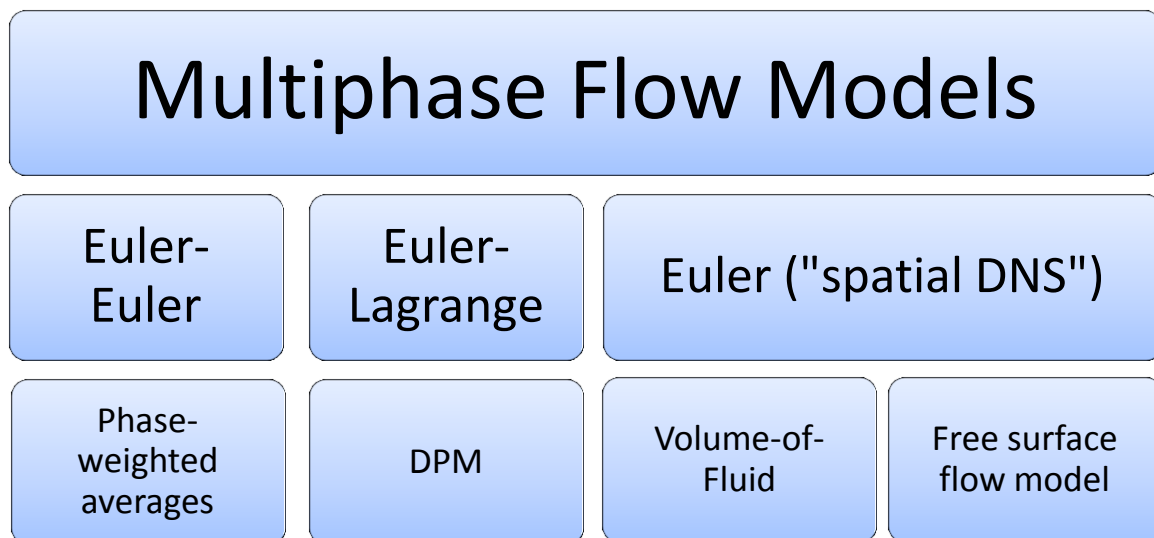 Multiphase Flow Models
Euler-
Euler
Euler-
Lagrange
Euler ("spatial DNS")
Phase-
weighted
averages
DPM
Volume-of-
Fluid
Free surface
flow model